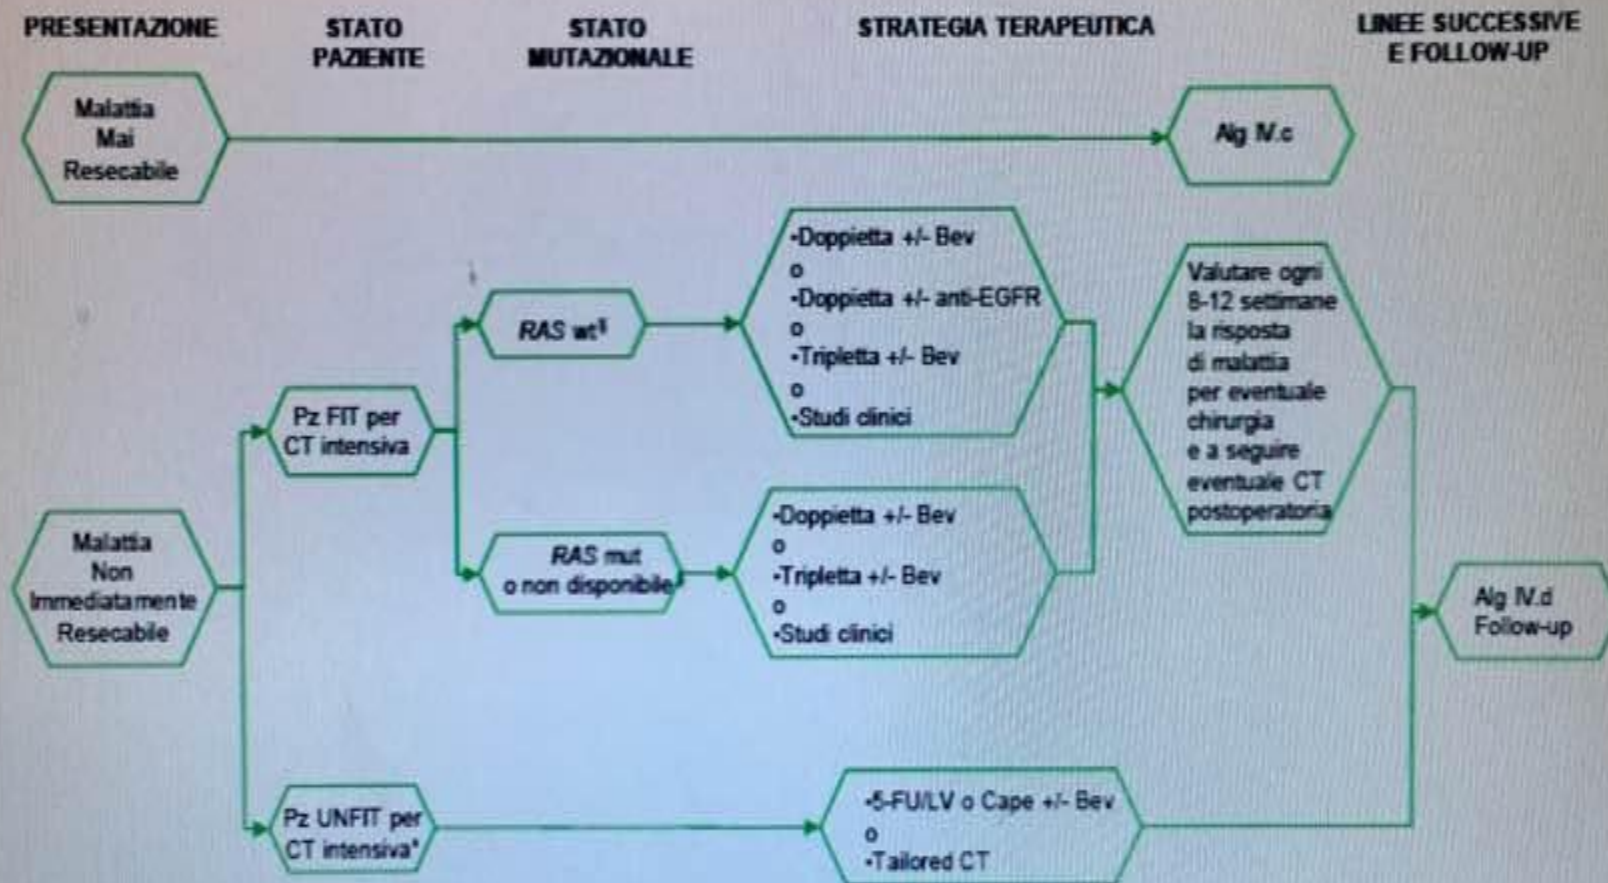 PRESENTAZIONE
STATO
PAZIENTE
STATO
MUTAZIONALE
STRATEGIA TERAPEUTICA
LINEE SUCCESSIVE
E FOLLOW-UP
Malattia
Mai
Resecabile
Alg IV.c
Malattia
Non
Immediatamente
Resecabile
Pz FIT per
CT intensiva
RAS wt§
•Doppietta +/- Bev
o
•Doppietta +/- anti-EGFR
o
•Tripletta +/- Bev
o
•Studi clinici
RAS mut
o non disponibile
•Doppietta +/- Bev
o
•Tripletta +/- Bev
o
•Studi clinici
Valutare ogni
8-12 settimane
la risposta
di malattia
per eventuale
chirurgia
e a seguire
eventuale CT
postoperatoria
Pz UNFIT per
CT intensiva*
•5-FU/LV o Cape +/- Bev
o
•Tailored CT
Alg IV.d
Follow-up